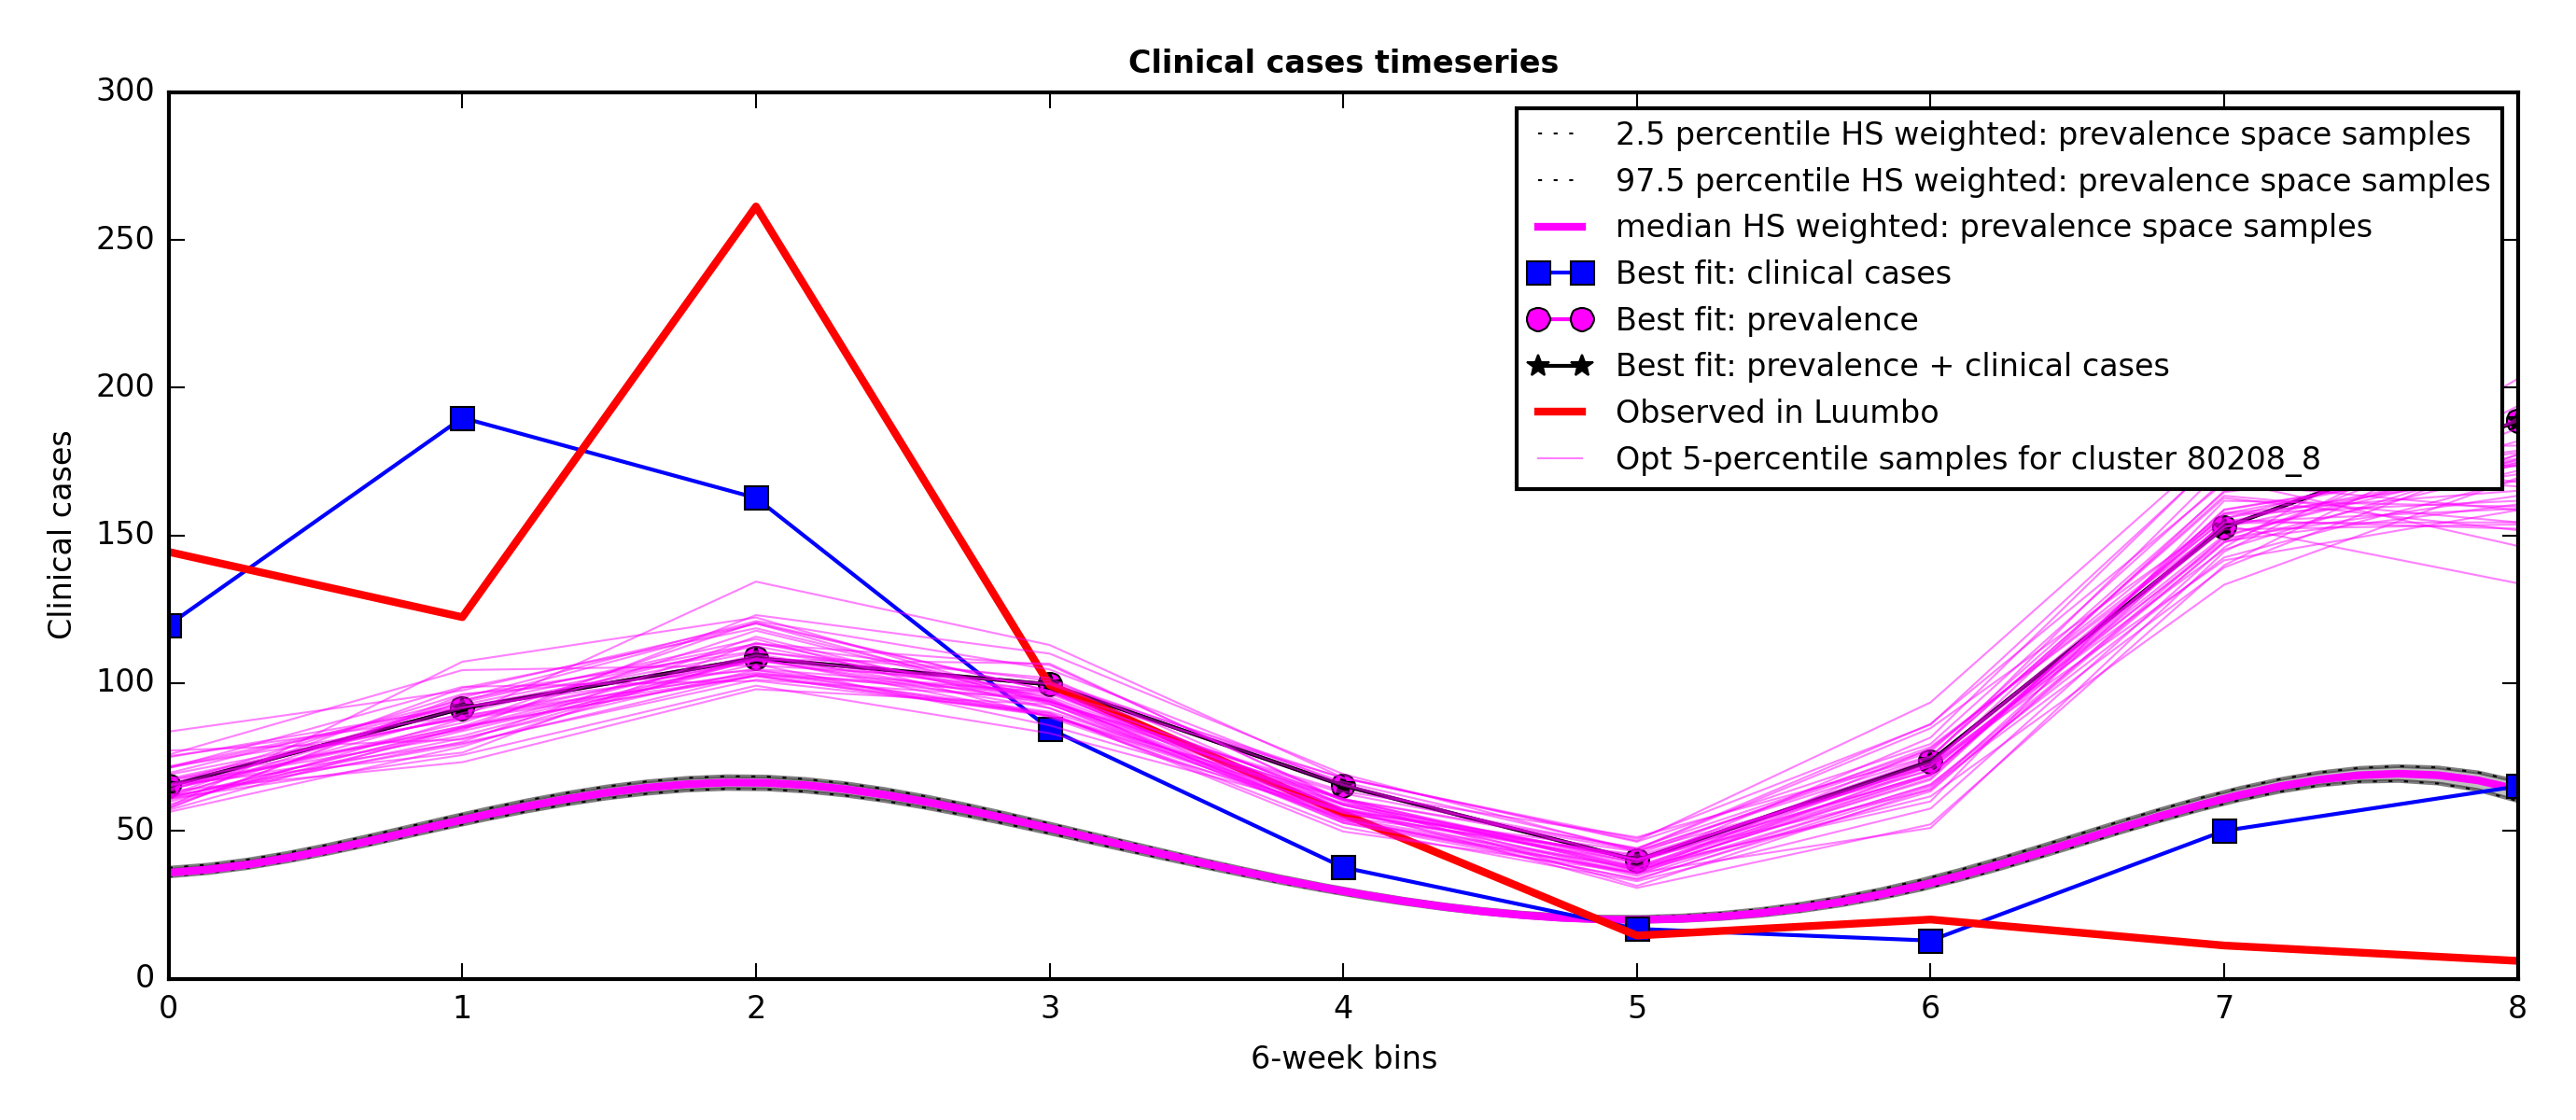 Clinical cases timeseries
300
250
200
150
100
50
0
Clinical cases
2.5 percentile HS weighted: prevalence space samples
97.5 percentile HS weighted: prevalence space samples
median HS weighted: prevalence space samples
Best fit: clinical cases
Best fit: prevalence
Best fit: prevalence + clinical cases
Observed in Luumbo
Opt 5-percentile samples for cluster 80208_8
0 1 2 3 4 5 6 7 8
6-week bins